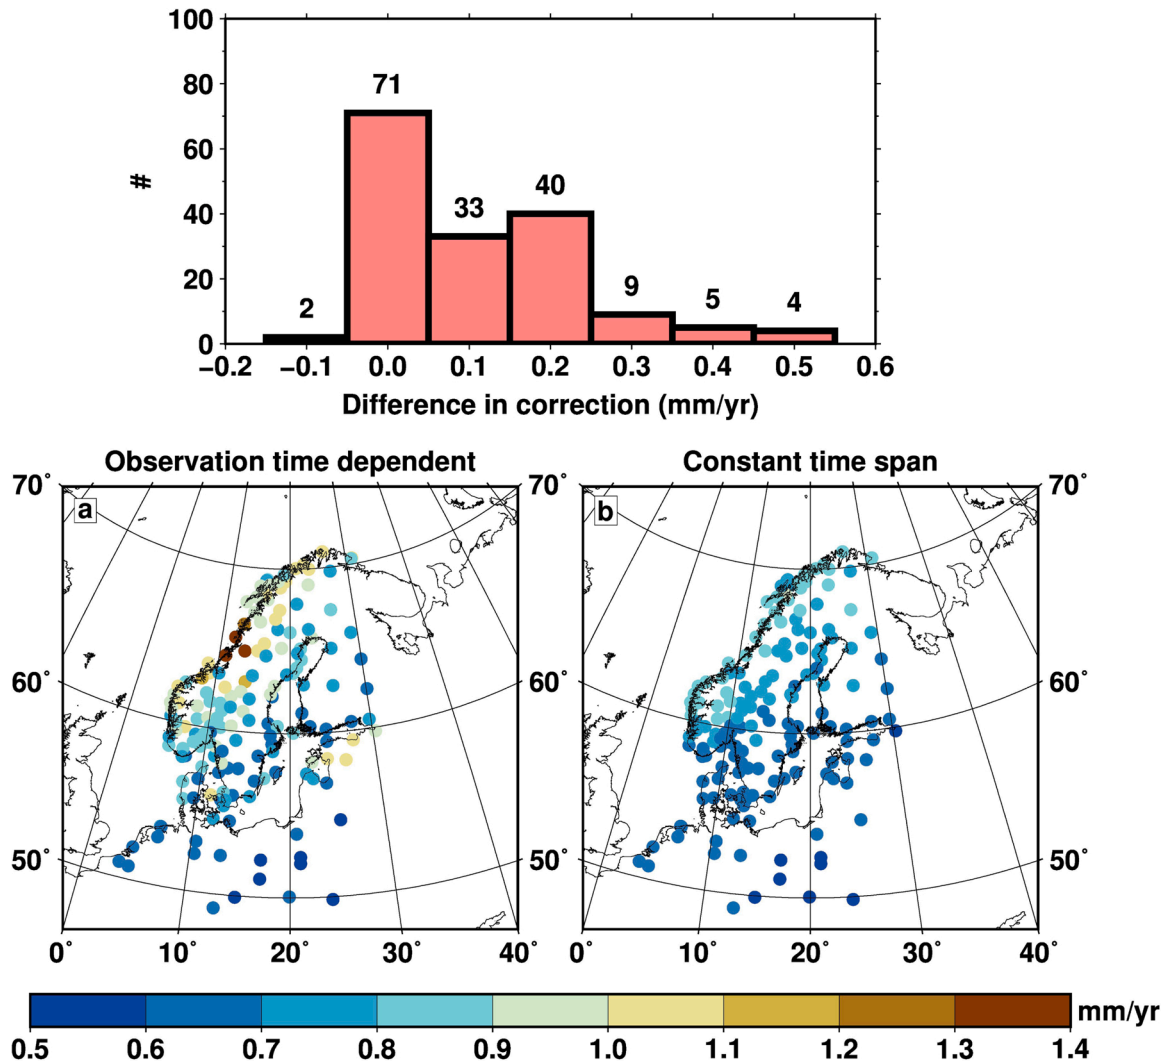 100
80
60
40
20
0
#
2
71
33
40
9
5
4
−0.2 −0.1 0.0 0.1 0.2 0.3 0.4 0.5 0.6
Difference in correction (mm/yr)
Observation time dependent
Constant time span
70˚ 70˚ 70˚
a
b
60˚ 60˚ 60˚
50˚ 50˚ 50˚
0˚ 10˚ 20˚ 30˚ 40˚
0˚ 10˚ 20˚ 30˚ 40˚
mm/yr
0.5 0.6 0.7 0.8 0.9 1.0 1.1 1.2 1.3 1.4